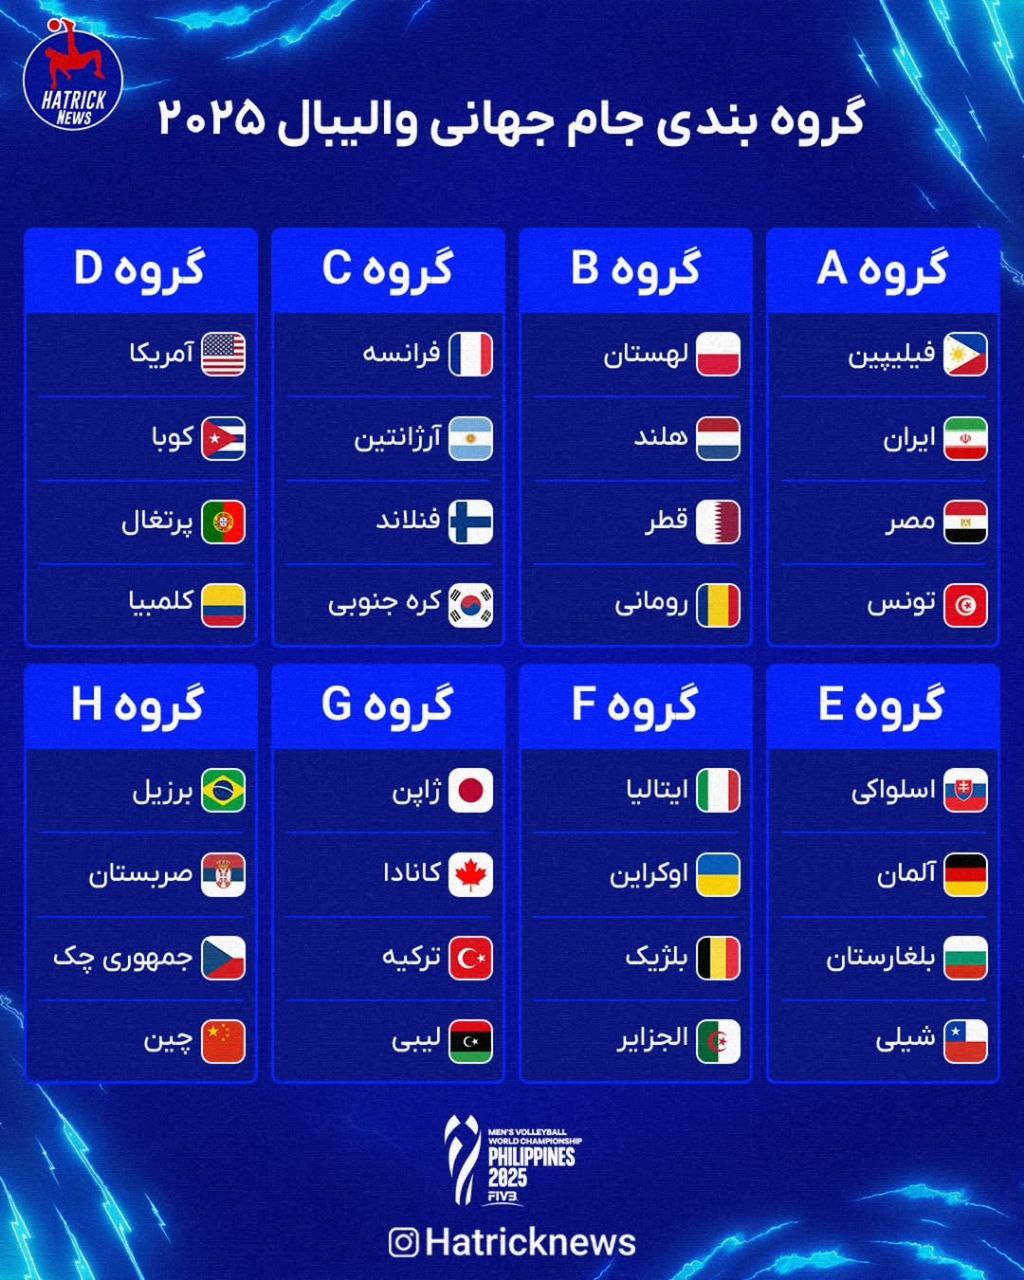 HATRICK
NEWS
گروه بندی جام جهانی والیبال ۲۰۲۵
گروه A
فیلیپین
ایران
مصر
تونس
گروه B
لهستان
هلند
قطر
رومانی
گروه C
فرانسه
آرژانتین
فنلاند
کره جنوبی
گروه D
آمریکا
کوبا
پرتغال
کلمبیا
گروه E
اسلواکی
آلمان
بلغارستان
شیلی
گروه F
ایتالیا
اوکراین
بلژیک
الجزایر
گروه G
ژاپن
کانادا
ترکیه
لیبی
گروه H
برزیل
صربستان
جمهوری چک
چین
MEN'S VOLLEYBALL
WORLD CHAMPIONSHIP
PHILIPPINES
2025
FIVB
Hatricknews